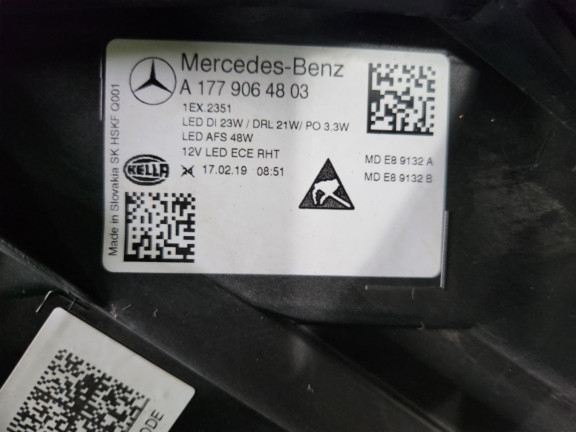 Mercedes-Benz
A 177 906 48 03
1EX.2351
LED DI 23W / DRL 21W/ PO 3,3W
LED AFS 48W
12V LED ECE RHT
17.02.19 08:51
HELLA
MD E8 9132 A
MD E8 9132 B
Made in Slovakia SK HSKF Q001
ODE